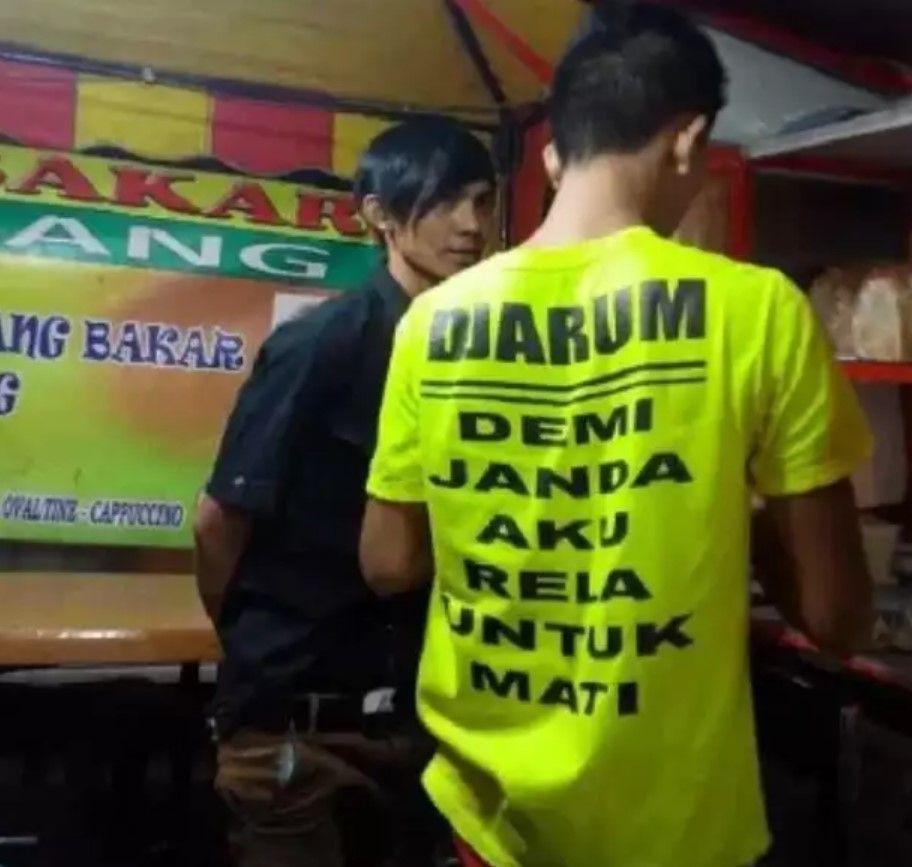 BAKAR
ANG
ANG BAKAR
G
OVALTINE - CAPPUCCINO
DJARUM
DEMI
JANDA
AKU
RELA
UNTUK
MATI